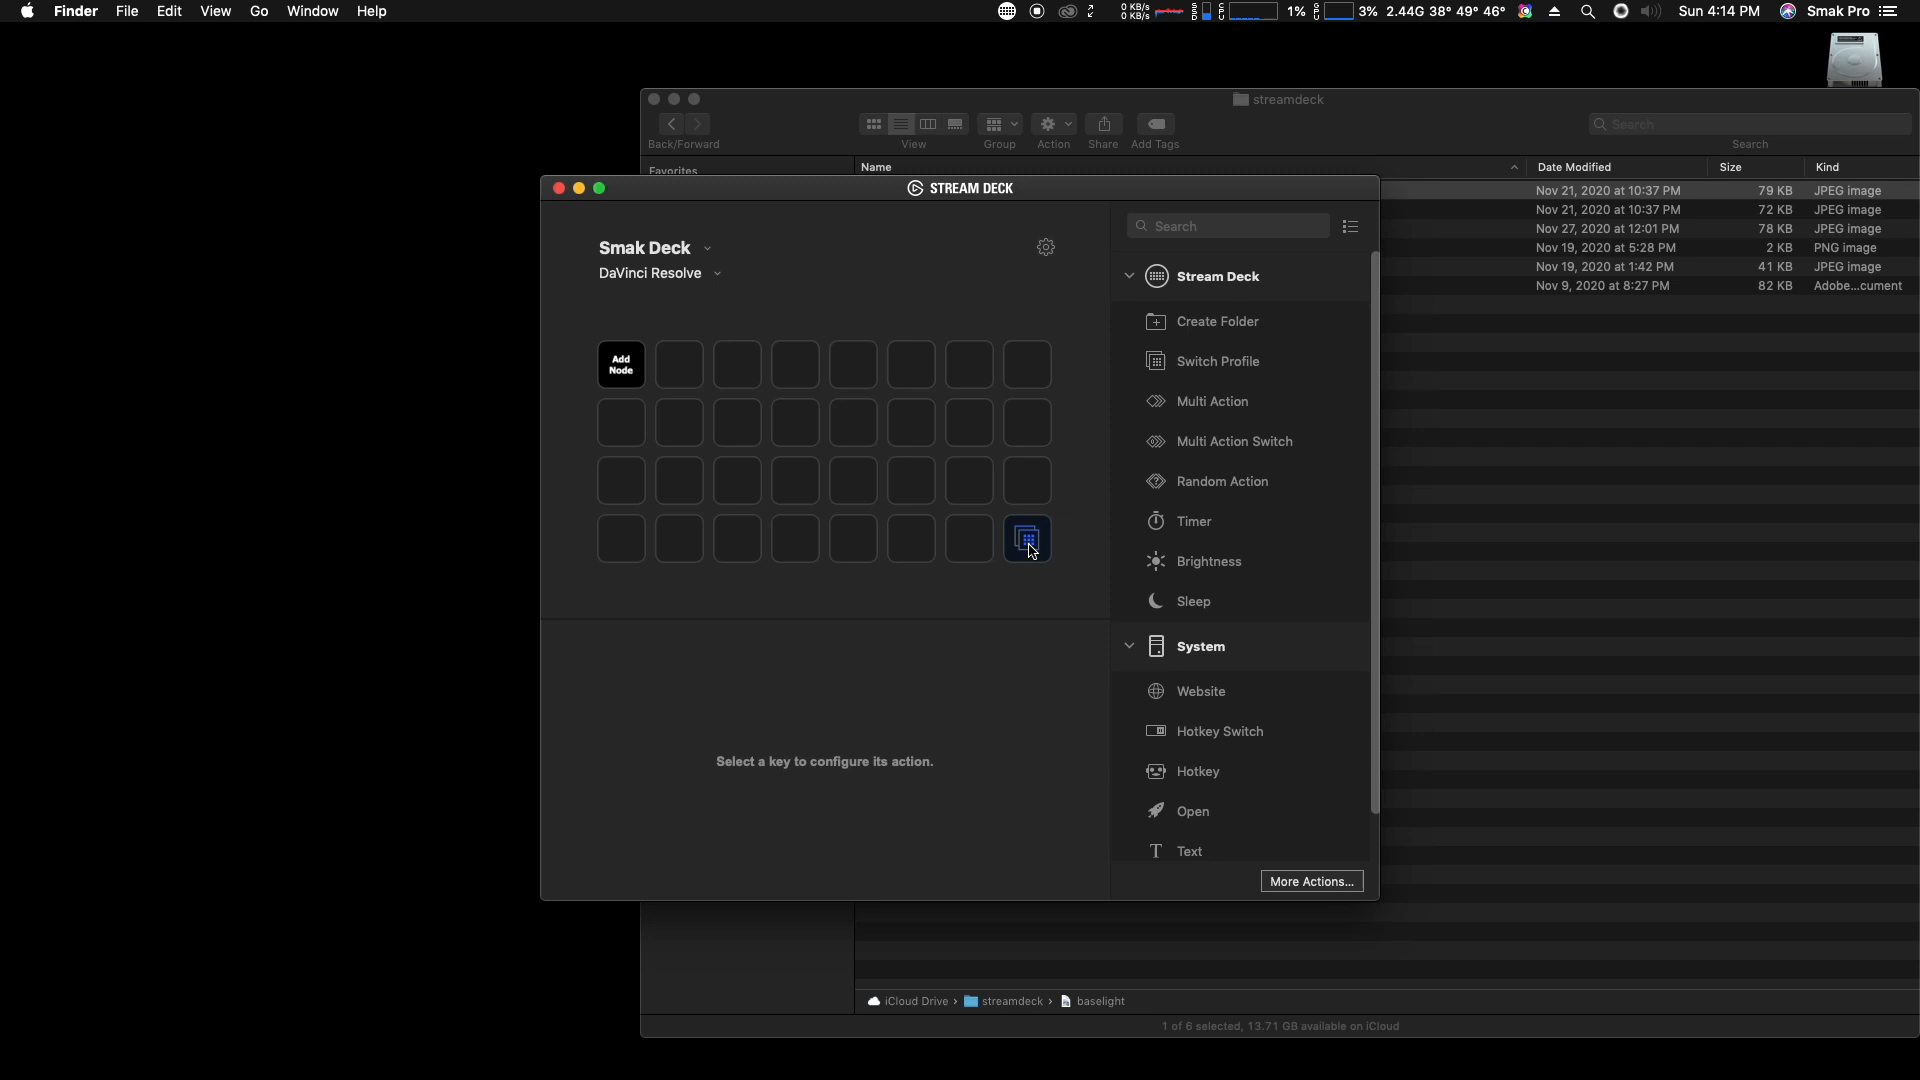 Finder File Edit View Go Window Help
0 KB/s
0 KB/s
SSD
CPU
1%
GPU
3% 2.44G 38° 49° 46°
Sun 4:14 PM Smak Pro
streamdeck
Search
Back/Forward View Group Action Share Add Tags Search
Favorites
Name Date Modified Size Kind
Nov 21, 2020 at 10:37 PM 79 KB JPEG image
Nov 21, 2020 at 10:37 PM 72 KB JPEG image
Nov 27, 2020 at 12:01 PM 78 KB JPEG image
Nov 19, 2020 at 5:28 PM 2 KB PNG image
Nov 19, 2020 at 1:42 PM 41 KB JPEG image
Nov 9, 2020 at 8:27 PM 82 KB Adobe...cument
STREAM DECK
Smak Deck
DaVinci Resolve
Add
Node
Select a key to configure its action.
Search
Stream Deck
Create Folder
Switch Profile
Multi Action
Multi Action Switch
Random Action
Timer
Brightness
Sleep
System
Website
Hotkey Switch
Hotkey
Open
Text
More Actions...
iCloud Drive › streamdeck › baselight
1 of 6 selected, 13.71 GB available on iCloud